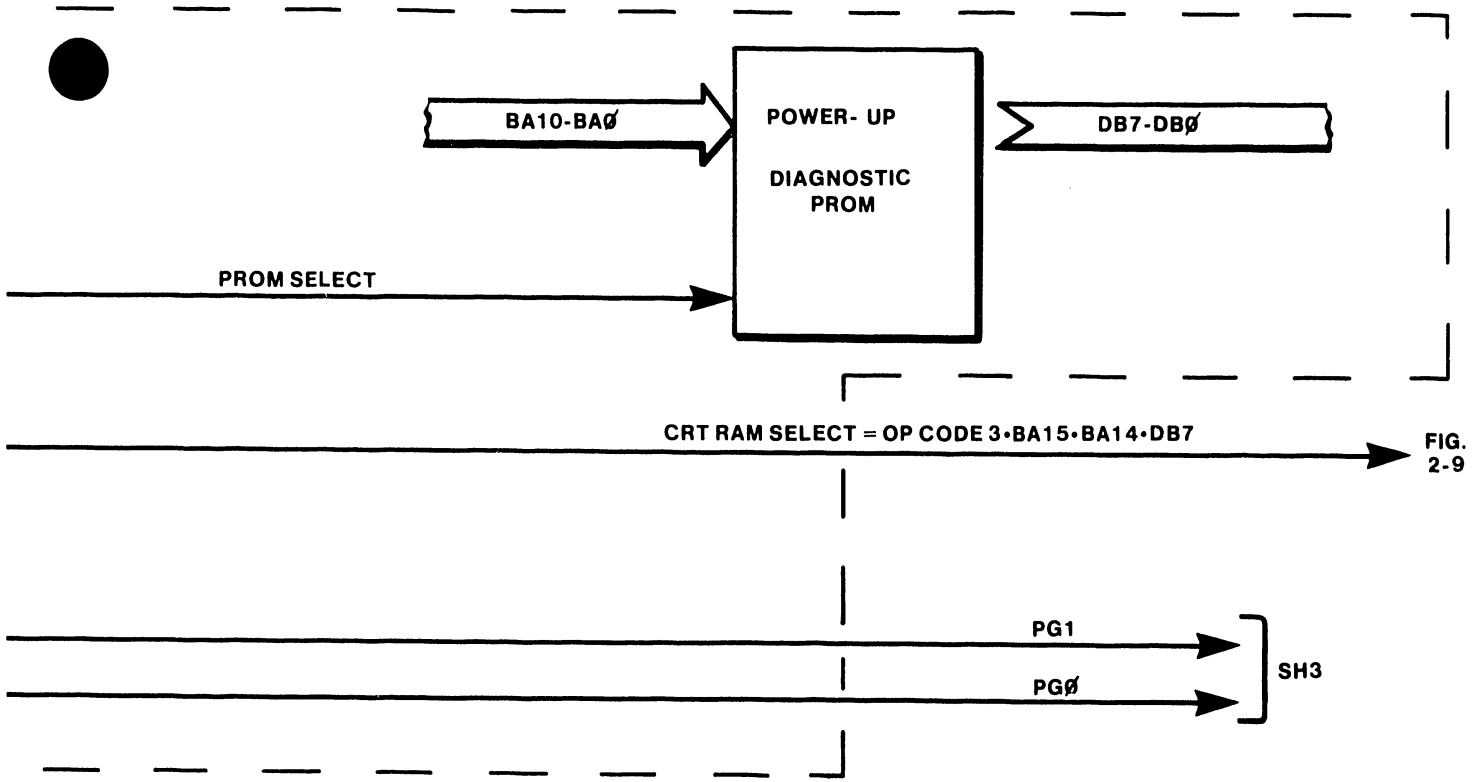 BA10-BAØ
POWER- UP
DB7-DBØ
DIAGNOSTIC
PROM
PROM SELECT
CRT RAM SELECT = OP CODE 3•BA15•BA14•DB7
FIG.
2-9
PG1
SH3
PGØ